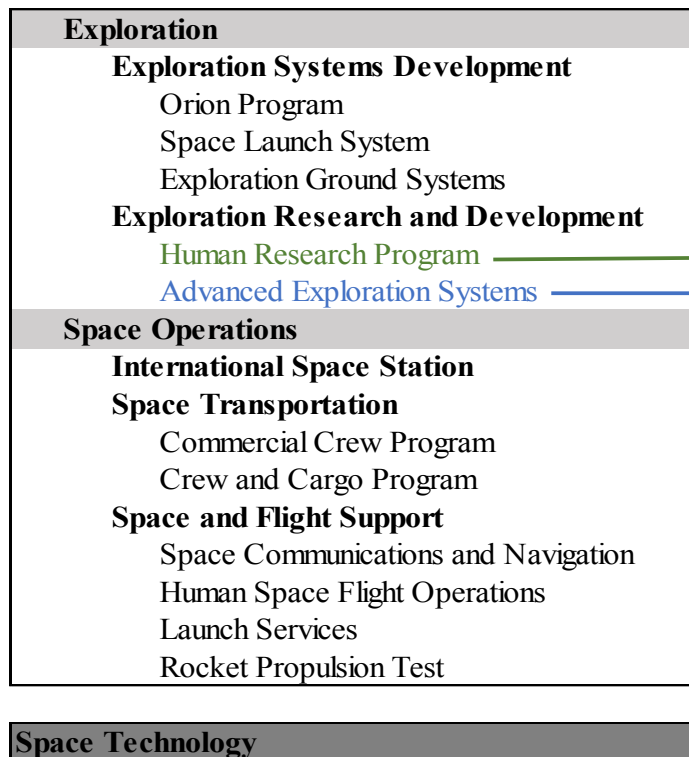 Exploration
Exploration Systems Development
Orion Program
Space Launch System
Exploration Ground Systems
Exploration Research and Development
Human Research Program
Advanced Exploration Systems
Space Operations
International Space Station
Space Transportation
Commercial Crew Program
Crew and Cargo Program
Space and Flight Support
Space Communications and Navigation
Human Space Flight Operations
Launch Services
Rocket Propulsion Test
Space Technology